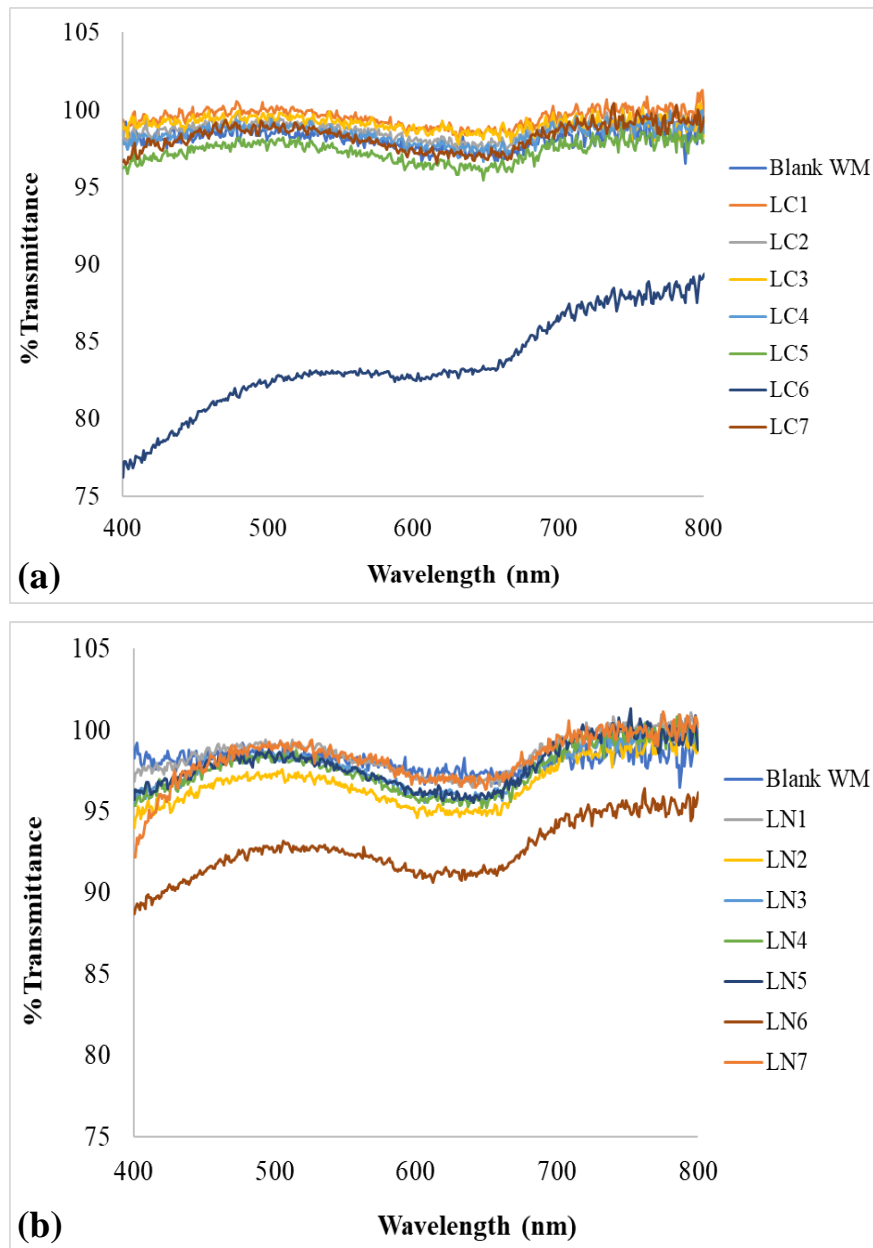 105
100
95
90
85
80
75
%Transmittance
400
500
600
700
800
Wavelength (nm)
Blank WM
LC1
LC2
LC3
LC4
LC5
LC6
LC7
(a)
105
100
95
90
85
80
75
%Transmittance
400
500
600
700
800
Wavelength (nm)
Blank WM
LN1
LN2
LN3
LN4
LN5
LN6
LN7
(b)